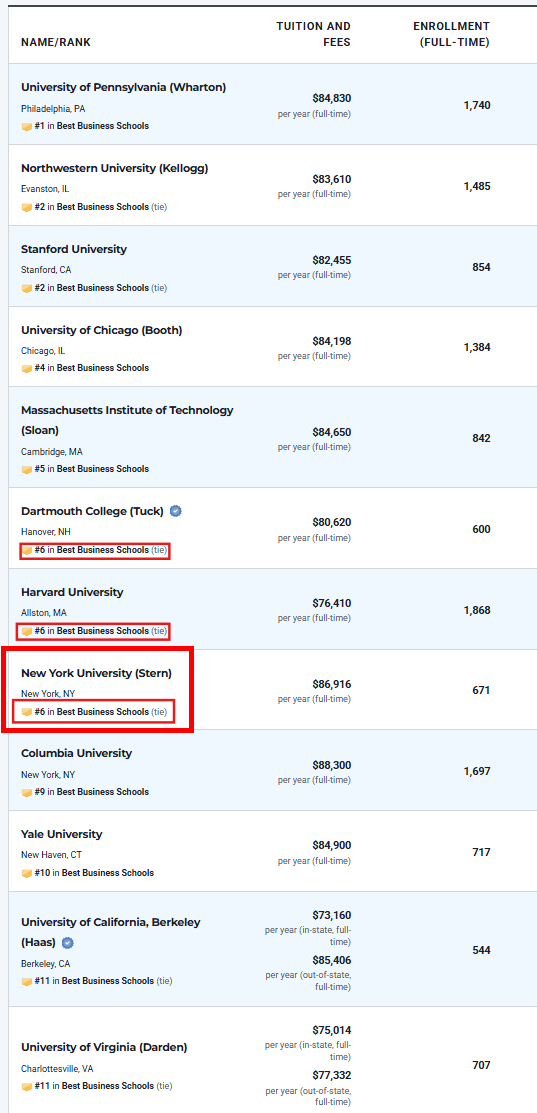 NAME/RANK
TUITION AND
FEES
ENROLLMENT
(FULL-TIME)
University of Pennsylvania (Wharton)
Philadelphia, PA
#1 in Best Business Schools
$84,830
per year (full-time)
1,740
Northwestern University (Kellogg)
Evanston, IL
#2 in Best Business Schools (tie)
$83,610
per year (full-time)
1,485
Stanford University
Stanford, CA
#2 in Best Business Schools (tie)
$82,455
per year (full-time)
854
University of Chicago (Booth)
Chicago, IL
#4 in Best Business Schools
$84,198
per year (full-time)
1,384
Massachusetts Institute of Technology
(Sloan)
Cambridge, MA
#5 in Best Business Schools
$84,650
per year (full-time)
842
Dartmouth College (Tuck)
Hanover, NH
#6 in Best Business Schools (tie)
$80,620
per year (full-time)
600
Harvard University
Allston, MA
#6 in Best Business Schools (tie)
$76,410
per year (full-time)
1,868
New York University (Stern)
New York, NY
#6 in Best Business Schools (tie)
$86,916
per year (full-time)
671
Columbia University
New York, NY
#9 in Best Business Schools
$88,300
per year (full-time)
1,697
Yale University
New Haven, CT
#10 in Best Business Schools
$84,900
per year (full-time)
717
University of California, Berkeley
(Haas)
Berkeley, CA
#11 in Best Business Schools (tie)
$73,160
per year (in-state, full-
time)
$85,406
per year (out-of-state,
full-time)
544
University of Virginia (Darden)
Charlottesville, VA
#11 in Best Business Schools (tie)
$75,014
per year (in-state, full-
time)
$77,332
per year (out-of-state,
full-time)
707